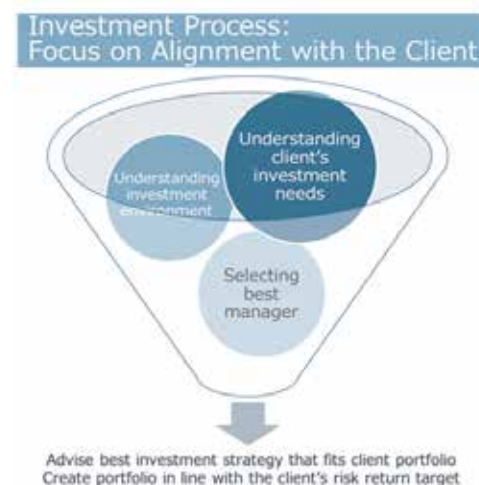 Investment Process:
Focus on Alignment with the Client
Understanding
client's
investment
needs
Understanding
investment
environment
Selecting
best
manager
Advise best investment strategy that fits client portfolio
Create portfolio in line with the client's risk return target